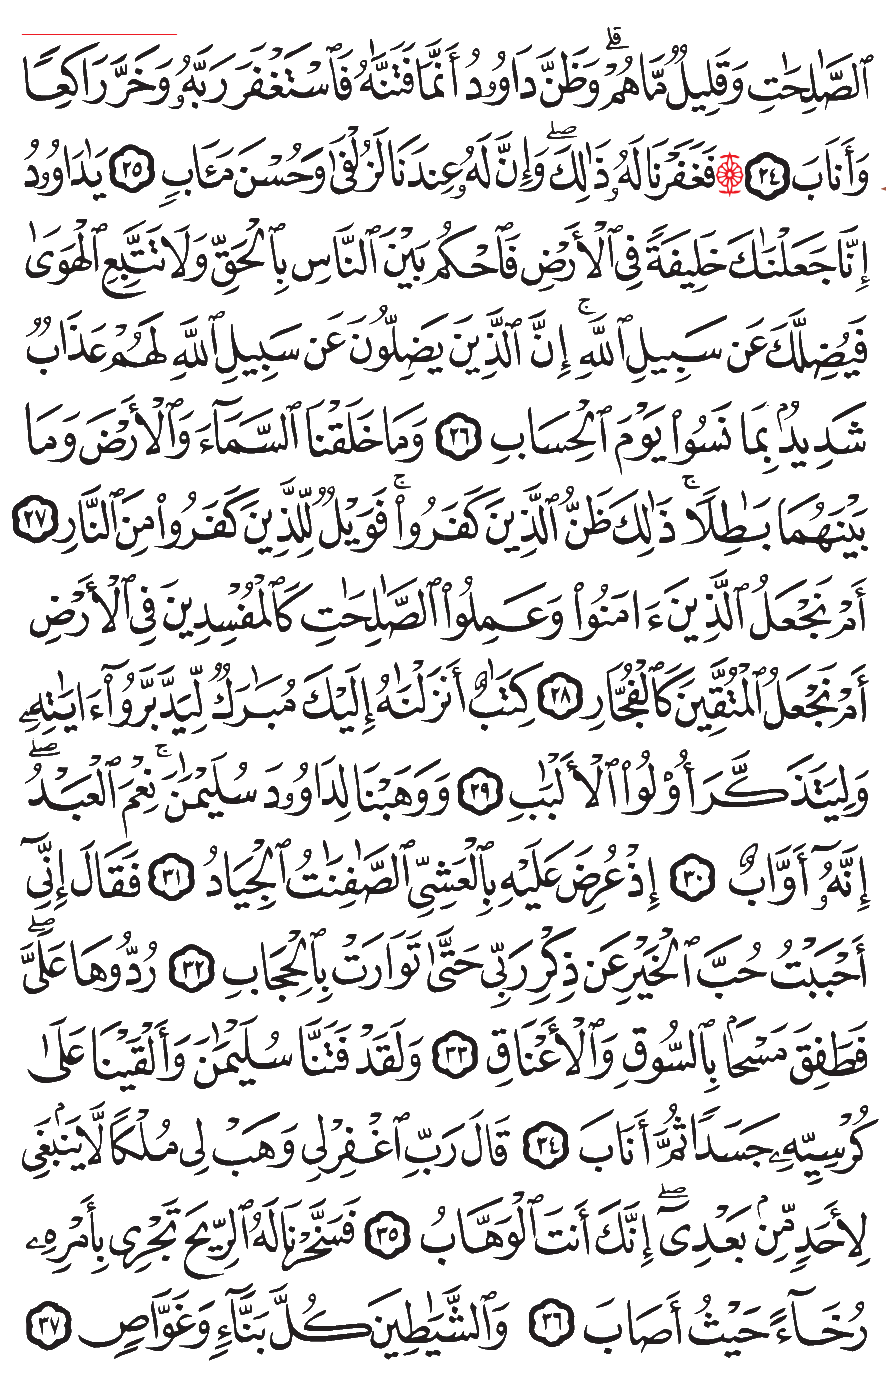 ٱلصَّٰلِحَٰتِ وَقَلِيلٞ مَّا هُمۡۗ وَظَنَّ دَاوُۥدُ أَنَّمَا فَتَنَّٰهُ فَٱسۡتَغۡفَرَ رَبَّهُۥ وَخَرَّۤ رَاكِعٗاۤ
وَأَنَابَ ٢٤ فَغَفَرۡنَا لَهُۥ ذَٰلِكَۖ وَإِنَّ لَهُۥ عِندَنَا لَزُلۡفَىٰ وَحُسۡنَ مَـَٔابٖ ٢٥ يَٰدَاوُۥدُ
إِنَّا جَعَلۡنَٰكَ خَلِيفَةٗ فِي ٱلۡأَرۡضِ فَٱحۡكُم بَيۡنَ ٱلنَّاسِ بِٱلۡحَقِّ وَلَا تَتَّبِعِ ٱلۡهَوَىٰ
فَيُضِلَّكَ عَن سَبِيلِ ٱللَّهِۚ إِنَّ ٱلَّذِينَ يَضِلُّونَ عَن سَبِيلِ ٱللَّهِ لَهُمۡ عَذَابٞ
شَدِيدُۢ بِمَا نَسُواْ يَوۡمَ ٱلۡحِسَابِ ٢٦ وَمَا خَلَقۡنَا ٱلسَّمَآءَ وَٱلۡأَرۡضَ وَمَا
بَيۡنَهُمَا بَٰطِلٗاۚ ذَٰلِكَ ظَنُّ ٱلَّذِينَ كَفَرُواْۚ فَوَيۡلٞ لِّلَّذِينَ كَفَرُواْ مِنَ ٱلنَّارِ ٢٧
أَمۡ نَجۡعَلُ ٱلَّذِينَ ءَامَنُواْ وَعَمِلُواْ ٱلصَّٰلِحَٰتِ كَٱلۡمُفۡسِدِينَ فِي ٱلۡأَرۡضِ
أَمۡ نَجۡعَلُ ٱلۡمُتَّقِينَ كَٱلۡفُجَّارِ ٢٨ كِتَٰبٌ أَنزَلۡنَٰهُ إِلَيۡكَ مُبَٰرَكٞ لِّيَدَّبَّرُوٓاْ ءَايَٰتِهِۦ
وَلِيَتَذَكَّرَ أُوْلُواْ ٱلۡأَلۡبَٰبِ ٢٩ وَوَهَبۡنَا لِدَاوُۥدَ سُلَيۡمَٰنَۚ نِعۡمَ ٱلۡعَبۡدُۖ
إِنَّهُۥٓ أَوَّابٌ ٣٠ إِذۡ عُرِضَ عَلَيۡهِ بِٱلۡعَشِيِّ ٱلصَّٰفِنَٰتُ ٱلۡجِيَادُ ٣١ فَقَالَ إِنِّيٓ
أَحۡبَبۡتُ حُبَّ ٱلۡخَيۡرِ عَن ذِكۡرِ رَبِّي حَتَّىٰ تَوَارَتۡ بِٱلۡحِجَابِ ٣٢ رُدُّوهَا عَلَيَّۖ
فَطَفِقَ مَسۡحَۢا بِٱلسُّوقِ وَٱلۡأَعۡنَاقِ ٣٣ وَلَقَدۡ فَتَنَّا سُلَيۡمَٰنَ وَأَلۡقَيۡنَا عَلَىٰ
كُرۡسِيِّهِۦ جَسَدٗا ثُمَّ أَنَابَ ٣٤ قَالَ رَبِّ ٱغۡفِرۡ لِي وَهَبۡ لِي مُلۡكٗا لَّا يَنۢبَغِي
لِأَحَدٖ مِّنۢ بَعۡدِيٓۖ إِنَّكَ أَنتَ ٱلۡوَهَّابُ ٣٥ فَسَخَّرۡنَا لَهُ ٱلرِّيحَ تَجۡرِي بِأَمۡرِهِۦ
رُخَآءً حَيۡثُ أَصَابَ ٣٦ وَٱلشَّيَٰطِينَ كُلَّ بَنَّآءٖ وَغَوَّاصٖ ٣٧